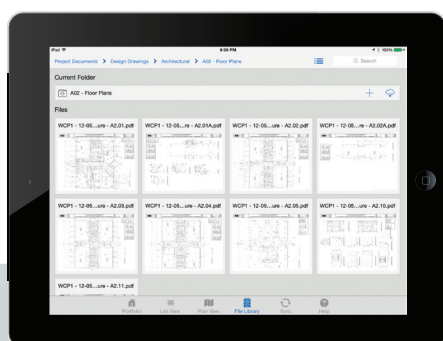 iPad 6:08 PM 100%
Project Documents > Design Drawings > Architectural > A02 - Floor Plans Search
Current Folder
A02 - Floor Plans
Files
WCP1 - 12-05...ure - A2.01.pdf WCP1 - 12-05...re - A2.01A.pdf WCP1 - 12-05...ure - A2.02.pdf WCP1 - 12-05...re - A2.02A.pdf
WCP1 - 12-05...ure - A2.03.pdf WCP1 - 12-05...ure - A2.04.pdf WCP1 - 12-05...ure - A2.05.pdf WCP1 - 12-05...ure - A2.10.pdf
WCP1 - 12-05...ure - A2.11.pdf
Portfolio List View Plan View File Library Sync Help